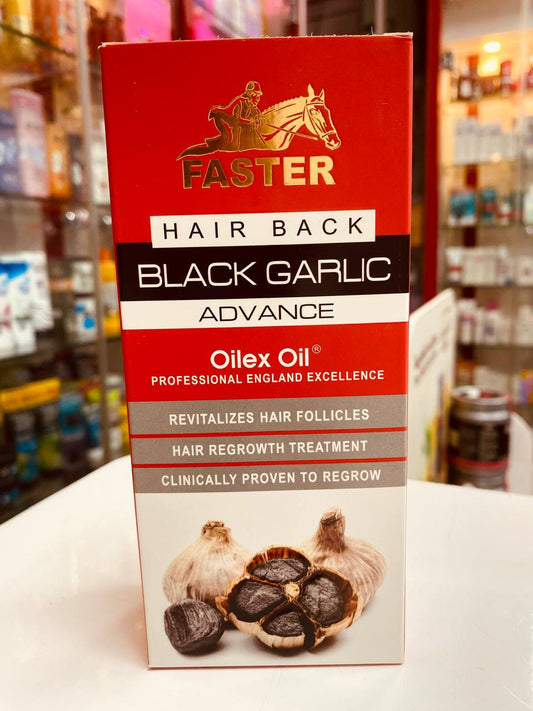 FASTER
HAIR BACK
BLACK GARLIC
ADVANCE
Oilex Oil®
PROFESSIONAL ENGLAND EXCELLENCE
REVITALIZES HAIR FOLLICLES
HAIR REGROWTH TREATMENT
CLINICALLY PROVEN TO REGROW